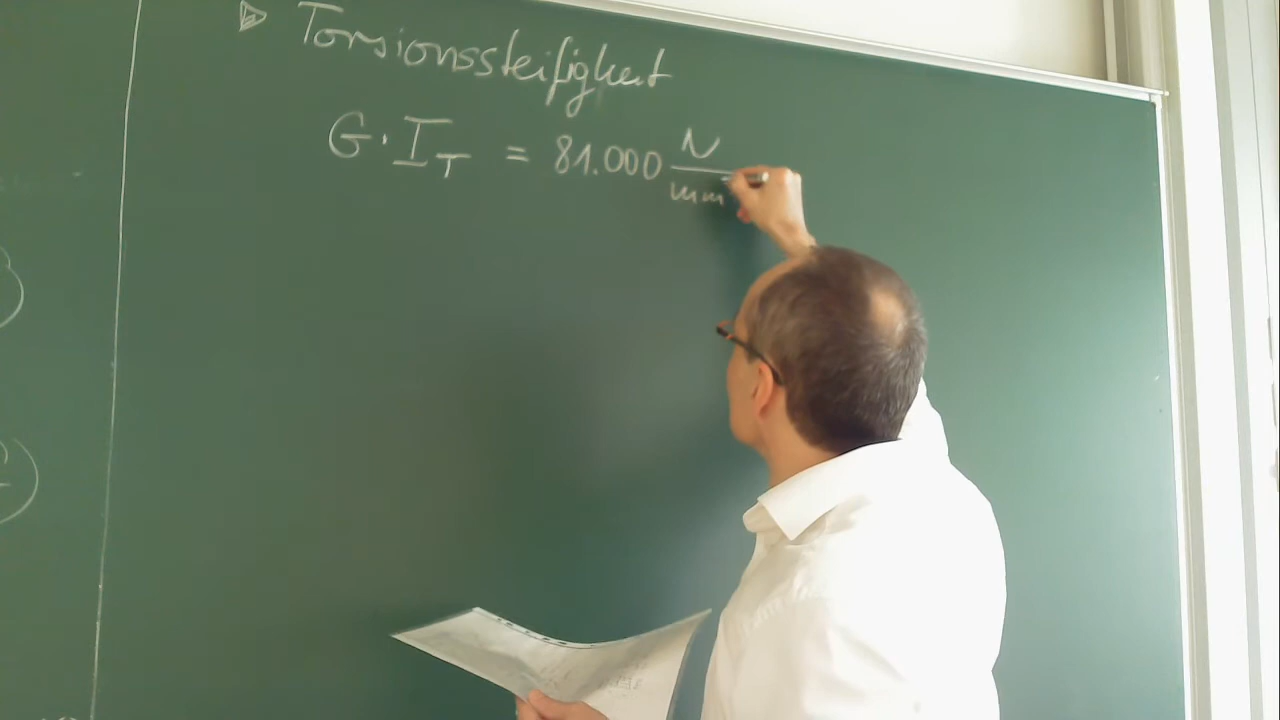 Torsionssteifigkeit
G · I_T = 81.000 N/mm